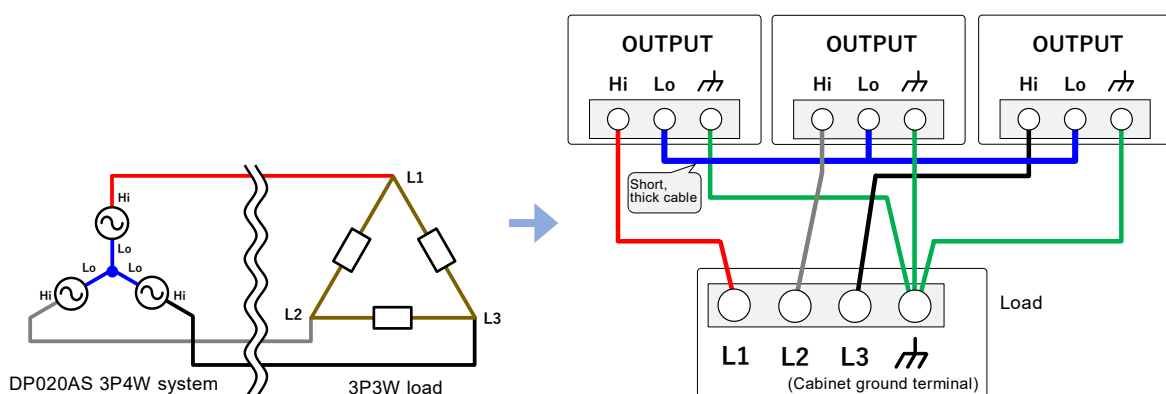 OUTPUT
Hi Lo
OUTPUT
Hi Lo
OUTPUT
Hi Lo
Short,
thick cable
L1
Hi
Lo
Lo
Lo
Hi
Hi
L2
L3
DP020AS 3P4W system
3P3W load
Load
L1 L2 L3
(Cabinet ground terminal)